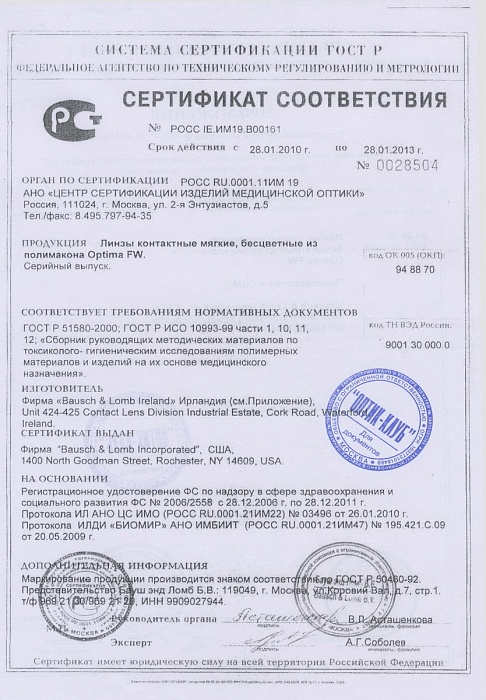 СИСТЕМА СЕРТИФИКАЦИИ ГОСТ Р
ФЕДЕРАЛЬНОЕ АГЕНТСТВО ПО ТЕХНИЧЕСКОМУ РЕГУЛИРОВАНИЮ И МЕТРОЛОГИИ
СЕРТИФИКАТ СООТВЕТСТВИЯ
№ РОСС IE.ИМ19.В00161
Срок действия с 28.01.2010 г. по 28.01.2013 г.
№ 0028504
ОРГАН ПО СЕРТИФИКАЦИИ РОСС RU.0001.11ИМ 19
АНО «ЦЕНТР СЕРТИФИКАЦИИ ИЗДЕЛИЙ МЕДИЦИНСКОЙ ОПТИКИ»
Россия, 111024, г. Москва, ул. 2-я Энтузиастов, д.5
Тел./факс: 8.495.797-94-35
ПРОДУКЦИЯ Линзы контактные мягкие, бесцветные из
полимакона Optima FW.
Серийный выпуск.
код ОК 005 (ОКП):
94 88 70
СООТВЕТСТВУЕТ ТРЕБОВАНИЯМ НОРМАТИВНЫХ ДОКУМЕНТОВ
ГОСТ Р 51580-2000; ГОСТ Р ИСО 10993-99 части 1, 10, 11,
12; «Сборник руководящих методических материалов по
токсиколого- гигиеническим исследованиям полимерных
материалов и изделий на их основе медицинского
назначения».
код ТН ВЭД России:
9001 30 000 0
ИЗГОТОВИТЕЛЬ
Фирма «Bausch & Lomb Ireland» Ирландия (см.Приложение),
Unit 424-425 Contact Lens Division Industrial Estate, Cork Road, Waterford,
Ireland.
"ОПТИК-КЛУБ"
Для документов
СЕРТИФИКАТ ВЫДАН
Фирма "Bausch & Lomb Incorporated", США,
1400 North Goodman Street, Rochester, NY 14609, USA.
НА ОСНОВАНИИ
Регистрационное удостоверение ФС по надзору в сфере здравоохранения и
социального развития ФС № 2006/2558 с 28.12.2006 г. по 28.12.2011 г.
Протокола ИЛ АНО ЦС ИМО (РОСС RU.0001.21ИМ22) № 03496 от 26.01.2010 г.
Протокола ИЛДИ «БИОМИР» АНО ИМБИИТ (РОСС RU.0001.21ИМ47) № 195.421.С.09
от 20.05.2009 г.
ДОПОЛНИТЕЛЬНАЯ ИНФОРМАЦИЯ
Маркирование продукции производится знаком соответствия по ГОСТ Р 50460-92.
Представительство Бауш энд Ломб Б.В.: 119049, г. Москва, ул.Коровий Вал, д.7, стр.1.
т/ф 969 21 30/969 21 29, ИНН 9909027944.
Руководитель органа В.Л.Асташенкова
М.П.
подпись
Эксперт А.Г.Соболев
подпись
Сертификат имеет юридическую силу на всей территории Российской Федерации